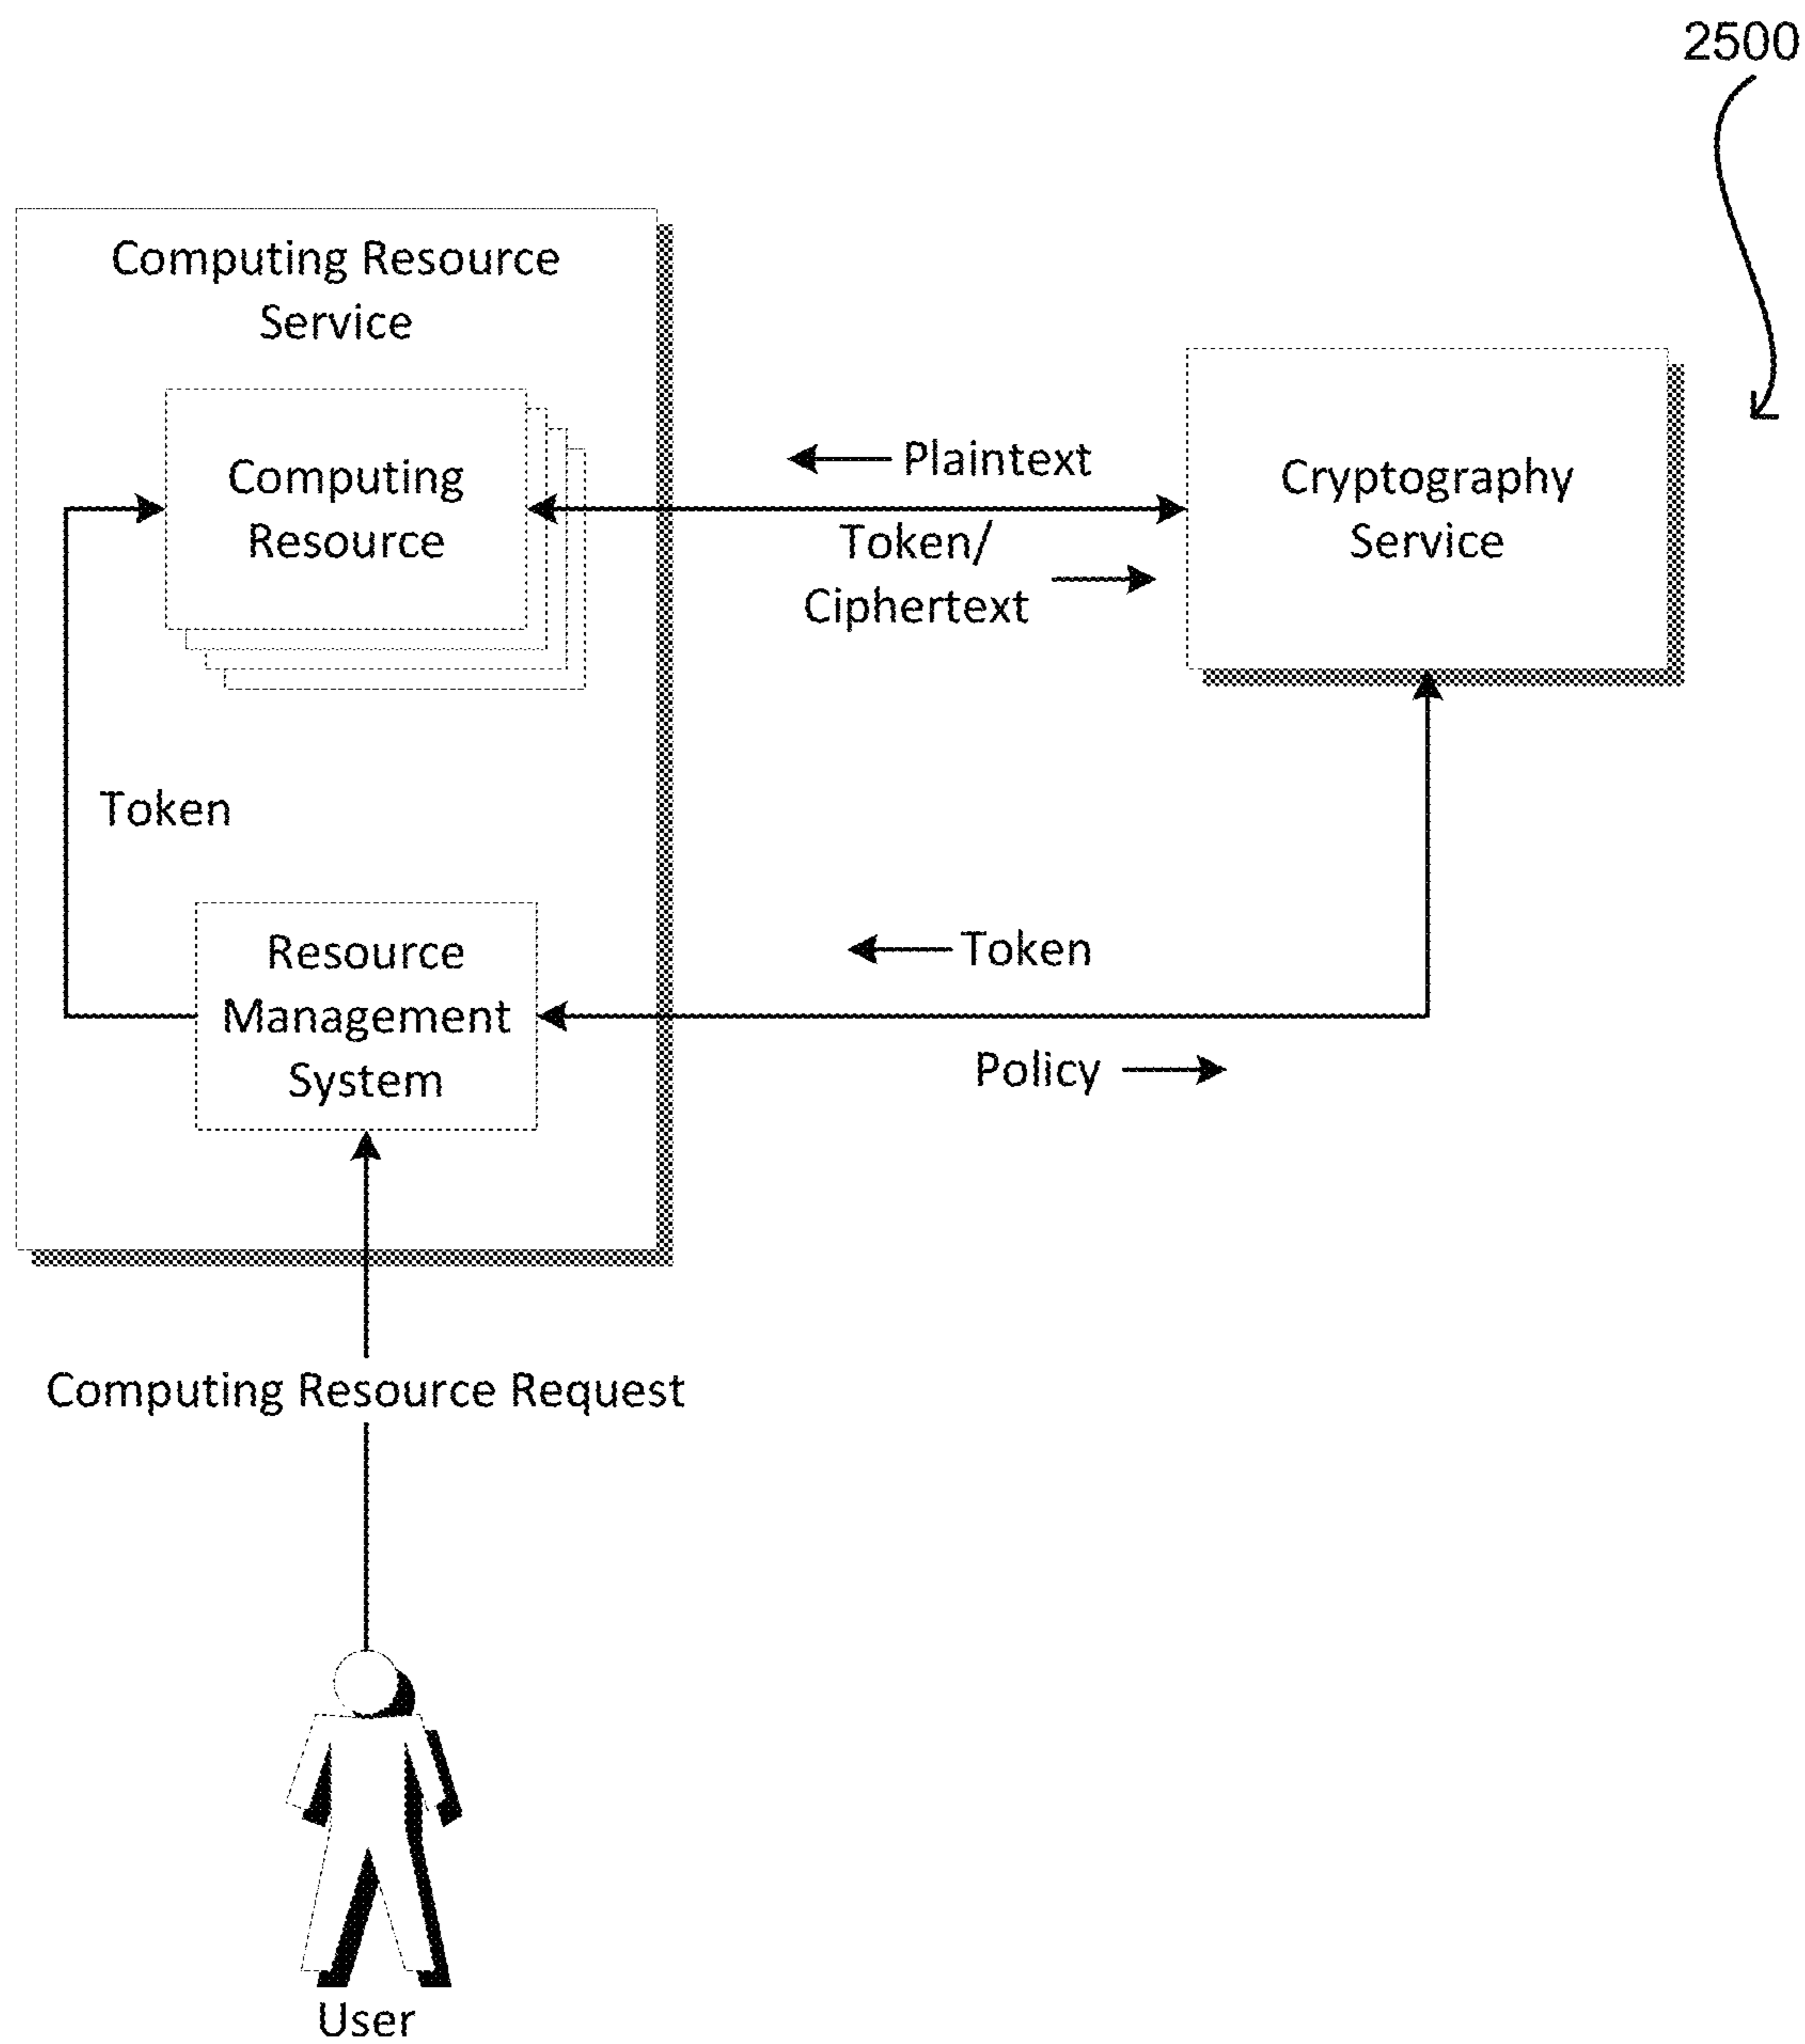 2500
Computing Resource
Service
Computing
Resource
Plaintext
Token/
Ciphertext
Cryptography
Service
Token
Resource
Management
System
Token
Policy
Computing Resource Request
User